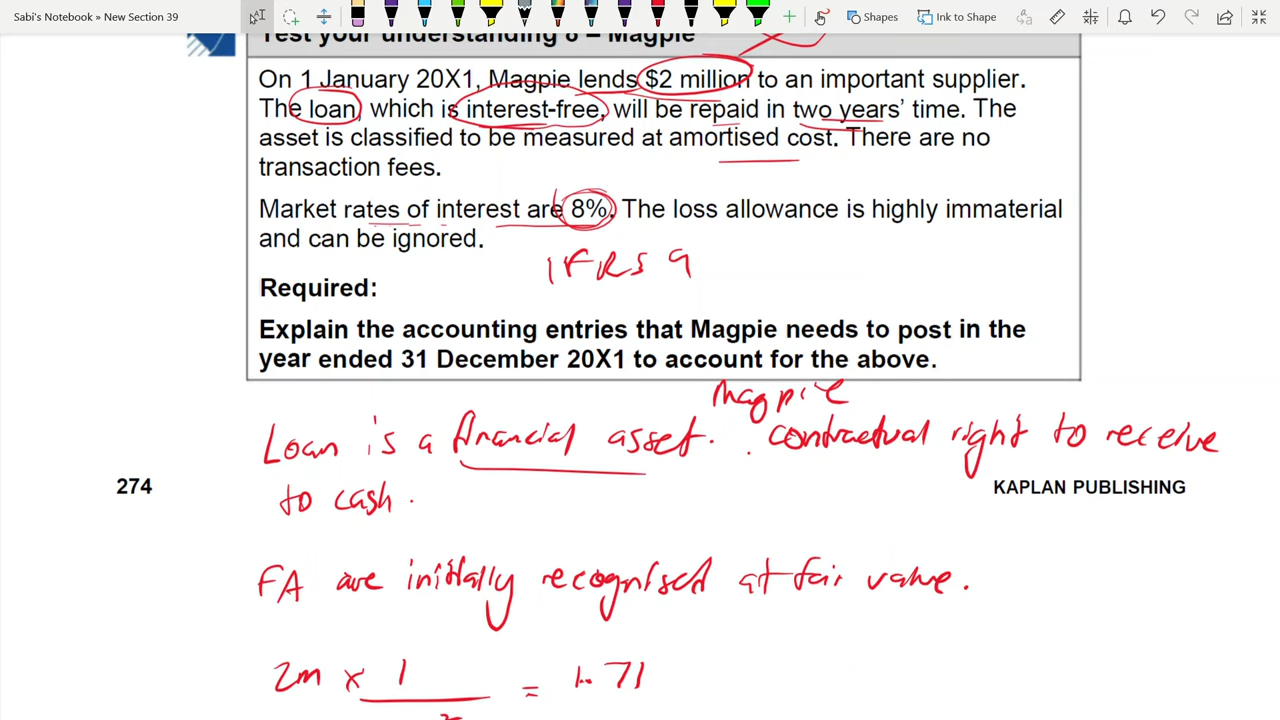 Sabi's Notebook » New Section 39
Shapes
Ink to Shape
Test your understanding 6 – Magpie
On 1 January 20X1, Magpie lends $2 million to an important supplier.
The loan, which is interest-free, will be repaid in two years' time. The
asset is classified to be measured at amortised cost. There are no
transaction fees.
Market rates of interest are 8%. The loss allowance is highly immaterial
and can be ignored.
IFRS 9
Required:
Explain the accounting entries that Magpie needs to post in the
year ended 31 December 20X1 to account for the above.
magpie
Loan is a financial asset. contractual right to receive
274
KAPLAN PUBLISHING
to cash.
FA are initially recognised at fair value.
2m x 1 = 1.71